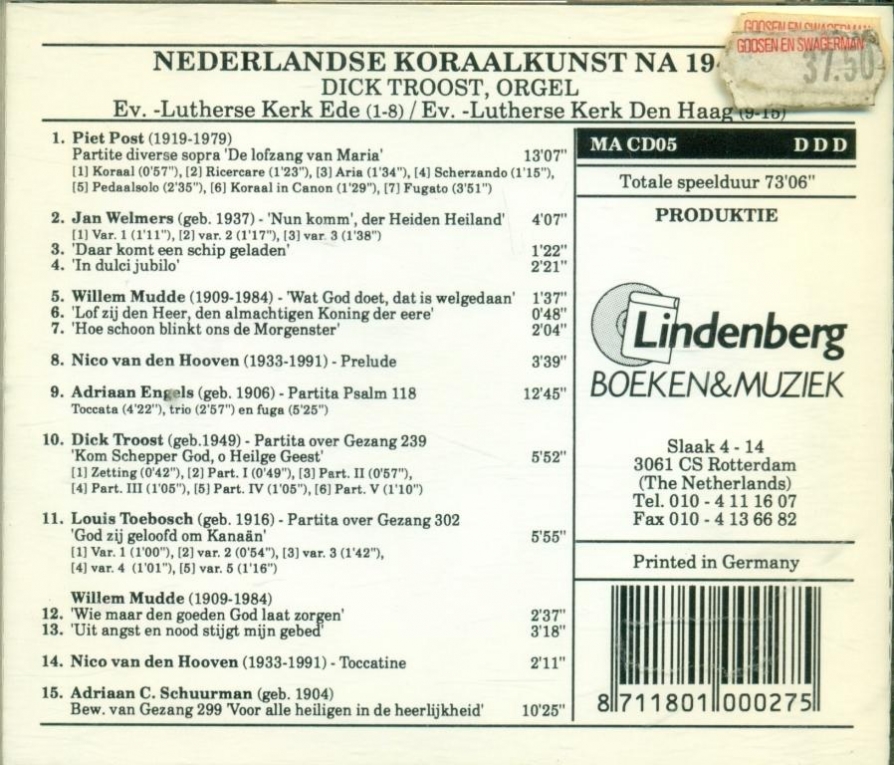 GOOSEN EN SWAGERMAN
GOOSEN EN SWAGERMAN
37.50
NEDERLANDSE KORAALKUNST NA 194
DICK TROOST, ORGEL
Ev. -Lutherse Kerk Ede (1-8) / Ev. -Lutherse Kerk Den Haag (9-15)
1. Piet Post (1919-1979)
Partite diverse sopra 'De lofzang van Maria' 13'07"
[1] Koraal (0'57"), [2] Ricercare (1'23"), [3] Aria (1'34"), [4] Scherzando (1'15"),
[5] Pedaalsolo (2'35"), [6] Koraal in Canon (1'29"), [7] Fugato (3'51")
2. Jan Welmers (geb. 1937) - 'Nun komm', der Heiden Heiland' 4'07"
[1] Var. 1 (1'11"), [2] var. 2 (1'17"), [3] var. 3 (1'38")
3. 'Daar komt een schip geladen' 1'22"
4. 'In dulci jubilo' 2'21"
5. Willem Mudde (1909-1984) - 'Wat God doet, dat is welgedaan' 1'37"
6. 'Lof zij den Heer, den almachtigen Koning der eere' 0'48"
7. 'Hoe schoon blinkt ons de Morgenster' 2'04"
8. Nico van den Hooven (1933-1991) - Prelude 3'39"
9. Adriaan Engels (geb. 1906) - Partita Psalm 118 12'45"
Toccata (4'22"), trio (2'57") en fuga (5'25")
10. Dick Troost (geb.1949) - Partita over Gezang 239
'Kom Schepper God, o Heilge Geest' 5'52"
[1] Zetting (0'42"), [2] Part. I (0'49"), [3] Part. II (0'57"),
[4] Part. III (1'05"), [5] Part. IV (1'05"), [6] Part. V (1'10")
11. Louis Toebosch (geb. 1916) - Partita over Gezang 302
'God zij geloofd om Kanaän' 5'55"
[1] Var. 1 (1'00"), [2] var. 2 (0'54"), [3] var. 3 (1'42"),
[4] var. 4 (1'01"), [5] var. 5 (1'16")
Willem Mudde (1909-1984)
12. 'Wie maar den goeden God laat zorgen' 2'37"
13. 'Uit angst en nood stijgt mijn gebed' 3'18"
14. Nico van den Hooven (1933-1991) - Toccatine 2'11"
15. Adriaan C. Schuurman (geb. 1904)
Bew. van Gezang 299 'Voor alle heiligen in de heerlijkheid' 10'25"
MA CD05 D D D
Totale speelduur 73'06"
PRODUKTIE
Lindenberg
BOEKEN&MUZIEK
Slaak 4 - 14
3061 CS Rotterdam
(The Netherlands)
Tel. 010 - 4 11 16 07
Fax 010 - 4 13 66 82
Printed in Germany
8 711801 000275